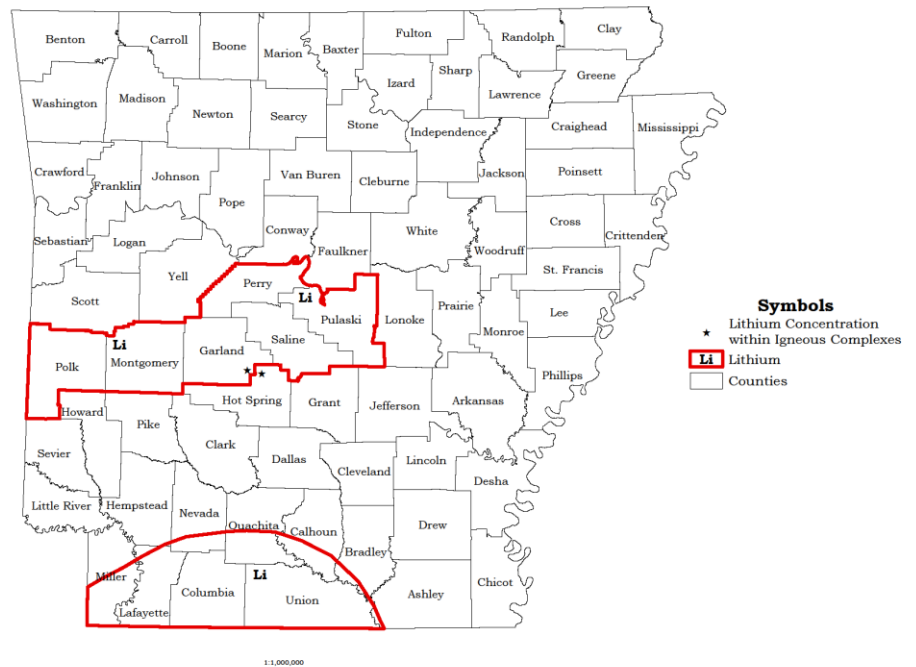 Benton
Carroll
Boone
Marion
Baxter
Fulton
Randolph
Clay
Washington
Madison
Newton
Searcy
Stone
Izard
Sharp
Lawrence
Greene
Independence
Craighead
Mississippi
Crawford
Franklin
Johnson
Pope
Van Buren
Cleburne
Jackson
Poinsett
Sebastian
Logan
Conway
Faulkner
White
Woodruff
Cross
Crittenden
Scott
Yell
Perry
Li
Pulaski
Lonoke
Prairie
St. Francis
Monroe
Lee
Phillips
Polk
Li
Montgomery
Garland
Saline
Howard
Pike
Hot Spring
Grant
Jefferson
Arkansas
Sevier
Clark
Dallas
Cleveland
Lincoln
Desha
Little River
Hempstead
Nevada
Ouachita
Calhoun
Bradley
Drew
Miller
Lafayette
Columbia
Li
Union
Ashley
Chicot
Symbols
Lithium Concentration
within Igneous Complexes
Li Lithium
Counties
1:1,000,000